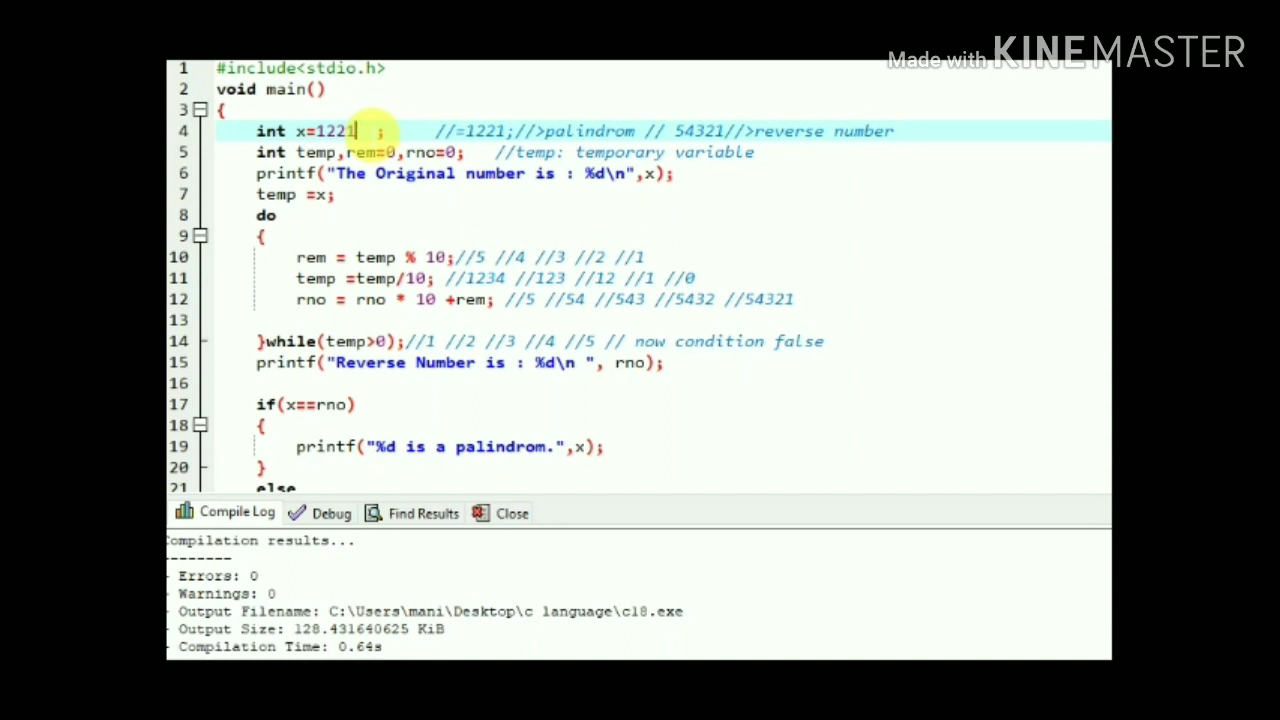 Made with KINEMASTER
1 #include<stdio.h>
2 void main()
3 {
4 int x=1221 ; //=1221;//>palindrom // 54321//>reverse number
5 int temp,rem=0,rno=0; //temp: temporary variable
6 printf("The Original number is : %d\n",x);
7 temp =x;
8 do
9 {
10 rem = temp % 10;//5 //4 //3 //2 //1
11 temp =temp/10; //1234 //123 //12 //1 //0
12 rno = rno * 10 +rem; //5 //54 //543 //5432 //54321
13
14 }while(temp>0);//1 //2 //3 //4 //5 // now condition false
15 printf("Reverse Number is : %d\n ", rno);
16
17 if(x==rno)
18 {
19 printf("%d is a palindrom.",x);
20 }
21 else
Compile Log Debug Find Results Close
Compilation results...
--------
- Errors: 0
- Warnings: 0
- Output Filename: C:\Users\mani\Desktop\c language\c18.exe
- Output Size: 128.431640625 KiB
- Compilation Time: 0.64s